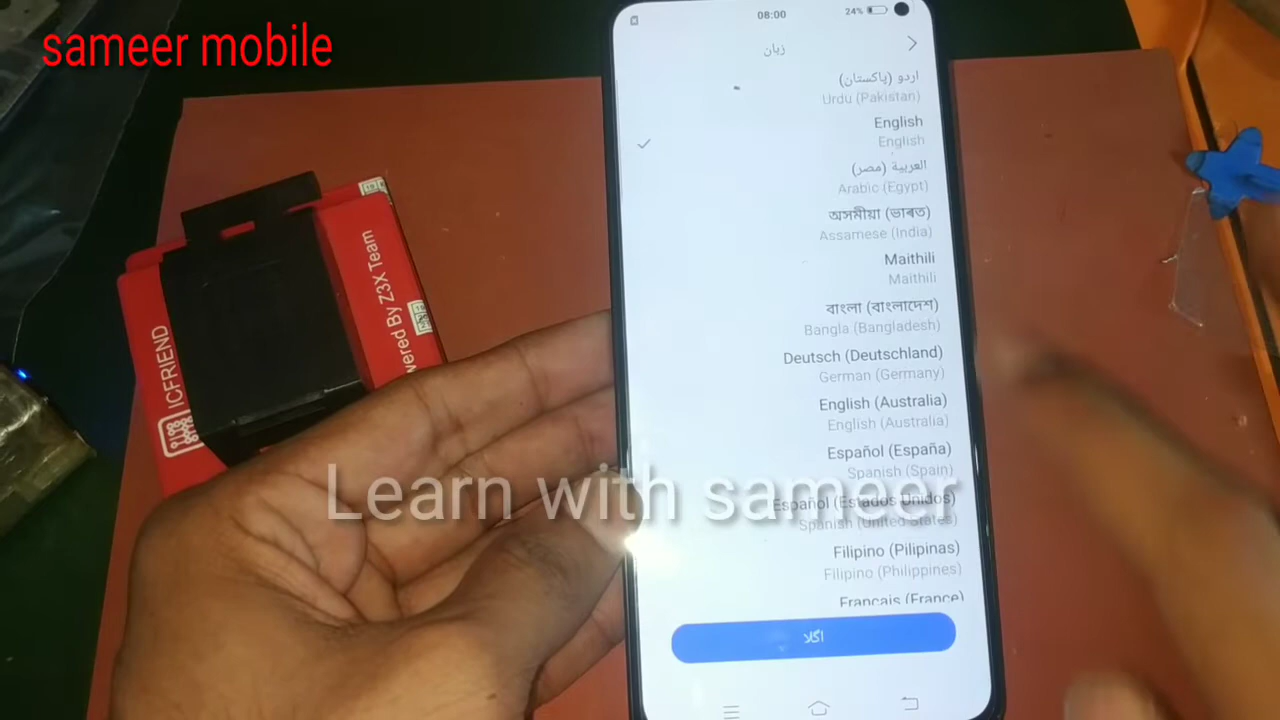 sameer mobile
08:00
24%
زبان
اردو (پاکستان)
Urdu (Pakistan)
English
English
العربية (مصر)
Arabic (Egypt)
অসমীয়া (ভাৰত)
Assamese (India)
Maithili
Maithili
বাংলা (বাংলাদেশ)
Bangla (Bangladesh)
Deutsch (Deutschland)
German (Germany)
English (Australia)
English (Australia)
Español (España)
Spanish (Spain)
Español (Estados Unidos)
Spanish (United States)
Filipino (Pilipinas)
Filipino (Philippines)
Français (France)
اگلا
ICFRIEND
wered By Z3X Team
Learn with sameer